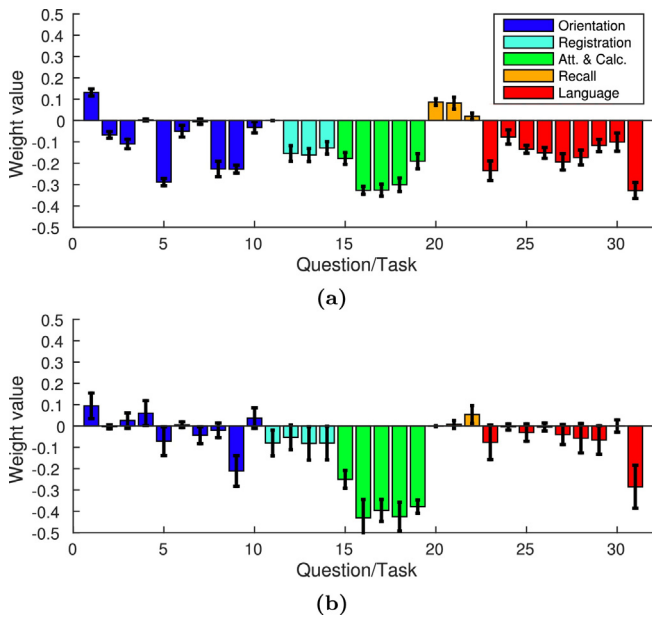 0.5
0.4
0.3
0.2
0.1
0
-0.1
-0.2
-0.3
-0.4
-0.5
Weight value
Orientation
Registration
Att. & Calc.
Recall
Language
0 5 10 15 20 25 30
Question/Task
(a)
0.5
0.4
0.3
0.2
0.1
0
-0.1
-0.2
-0.3
-0.4
-0.5
Weight value
0 5 10 15 20 25 30
Question/Task
(b)